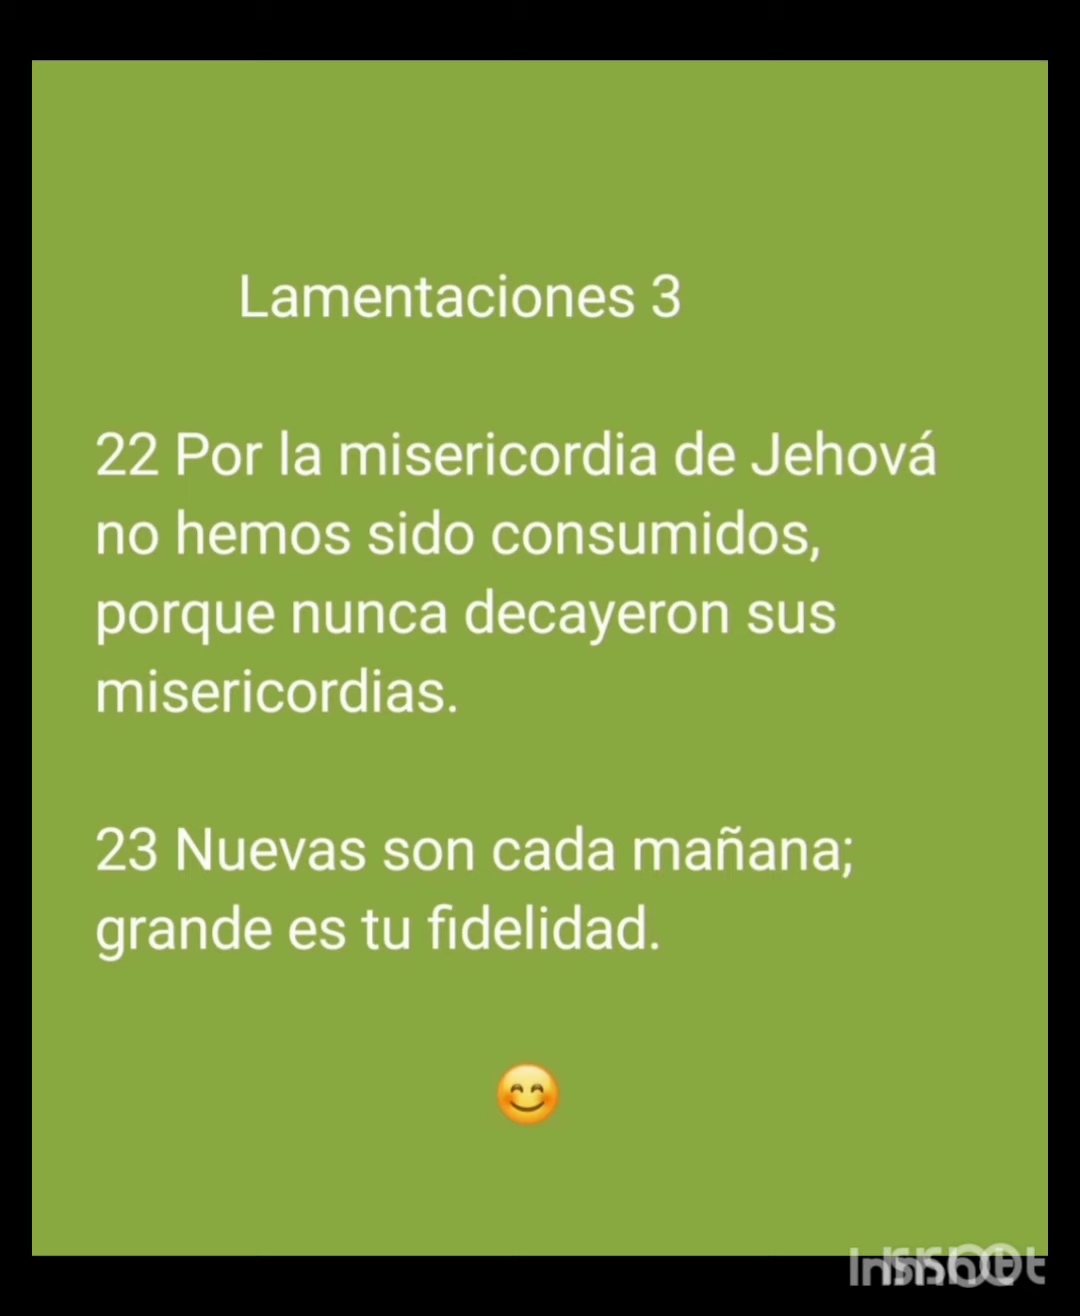 Lamentaciones 3
22 Por la misericordia de Jehová
no hemos sido consumidos,
porque nunca decayeron sus
misericordias.
23 Nuevas son cada mañana;
grande es tu fidelidad.